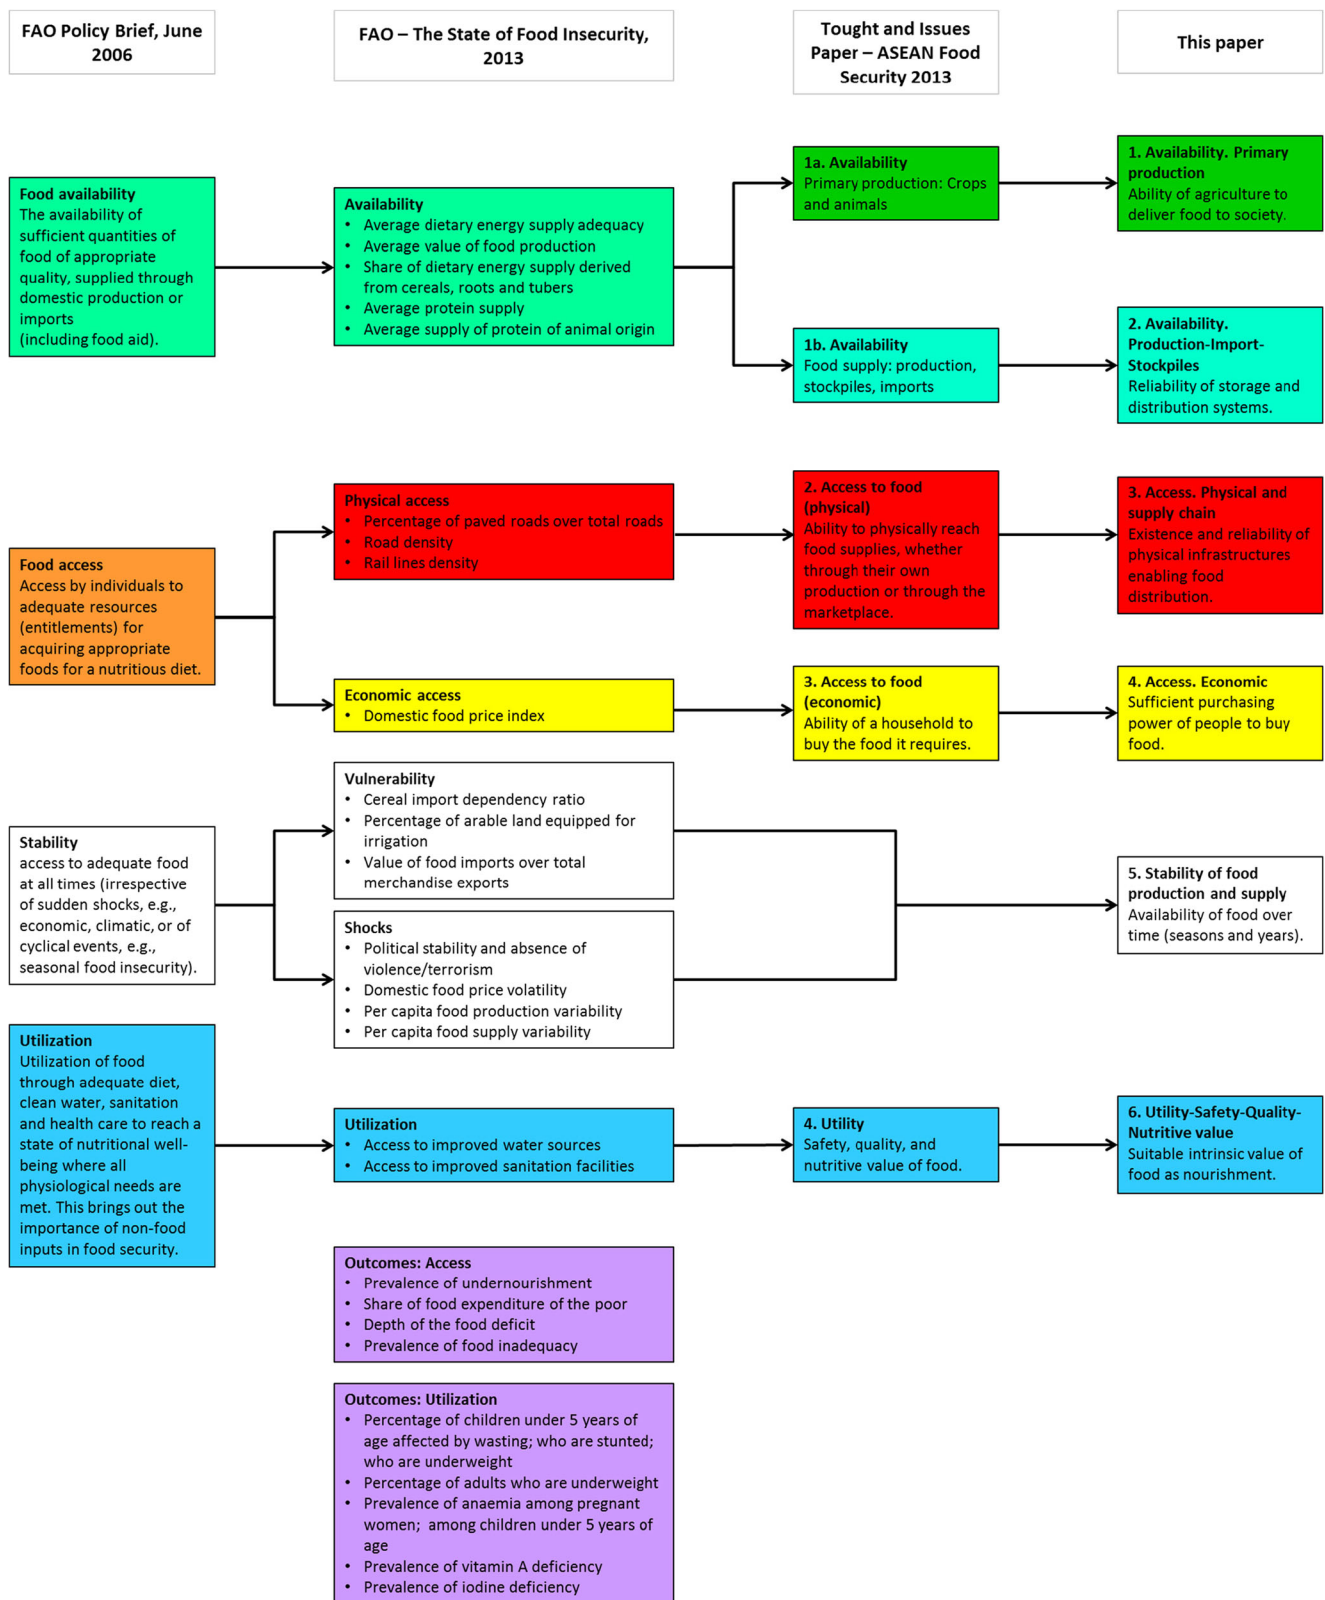 FAO Policy Brief, June
2006
FAO – The State of Food Insecurity,
2013
Tought and Issues
Paper – ASEAN Food
Security 2013
This paper
Food availability
The availability of
sufficient quantities of
food of appropriate
quality, supplied through
domestic production or
imports
(including food aid).
Availability
• Average dietary energy supply adequacy
• Average value of food production
• Share of dietary energy supply derived
from cereals, roots and tubers
• Average protein supply
• Average supply of protein of animal origin
1a. Availability
Primary production: Crops
and animals
1. Availability. Primary
production
Ability of agriculture to
deliver food to society.
1b. Availability
Food supply: production,
stockpiles, imports
2. Availability.
Production-Import-
Stockpiles
Reliability of storage and
distribution systems.
Food access
Access by individuals to
adequate resources
(entitlements) for
acquiring appropriate
foods for a nutritious diet.
Physical access
• Percentage of paved roads over total roads
• Road density
• Rail lines density
2. Access to food
(physical)
Ability to physically reach
food supplies, whether
through their own
production or through the
marketplace.
3. Access. Physical and
supply chain
Existence and reliability of
physical infrastructures
enabling food
distribution.
Economic access
• Domestic food price index
3. Access to food
(economic)
Ability of a household to
buy the food it requires.
4. Access. Economic
Sufficient purchasing
power of people to buy
food.
Stability
access to adequate food
at all times (irrespective
of sudden shocks, e.g.,
economic, climatic, or of
cyclical events, e.g.,
seasonal food insecurity).
Vulnerability
• Cereal import dependency ratio
• Percentage of arable land equipped for
irrigation
• Value of food imports over total
merchandise exports
Shocks
• Political stability and absence of
violence/terrorism
• Domestic food price volatility
• Per capita food production variability
• Per capita food supply variability
5. Stability of food
production and supply
Availability of food over
time (seasons and years).
Utilization
Utilization of food
through adequate diet,
clean water, sanitation
and health care to reach a
state of nutritional well-
being where all
physiological needs are
met. This brings out the
importance of non-food
inputs in food security.
Utilization
• Access to improved water sources
• Access to improved sanitation facilities
4. Utility
Safety, quality, and
nutritive value of food.
6. Utility-Safety-Quality-
Nutritive value
Suitable intrinsic value of
food as nourishment.
Outcomes: Access
• Prevalence of undernourishment
• Share of food expenditure of the poor
• Depth of the food deficit
• Prevalence of food inadequacy
Outcomes: Utilization
• Percentage of children under 5 years of
age affected by wasting; who are stunted;
who are underweight
• Percentage of adults who are underweight
• Prevalence of anaemia among pregnant
women; among children under 5 years of
age
• Prevalence of vitamin A deficiency
• Prevalence of iodine deficiency